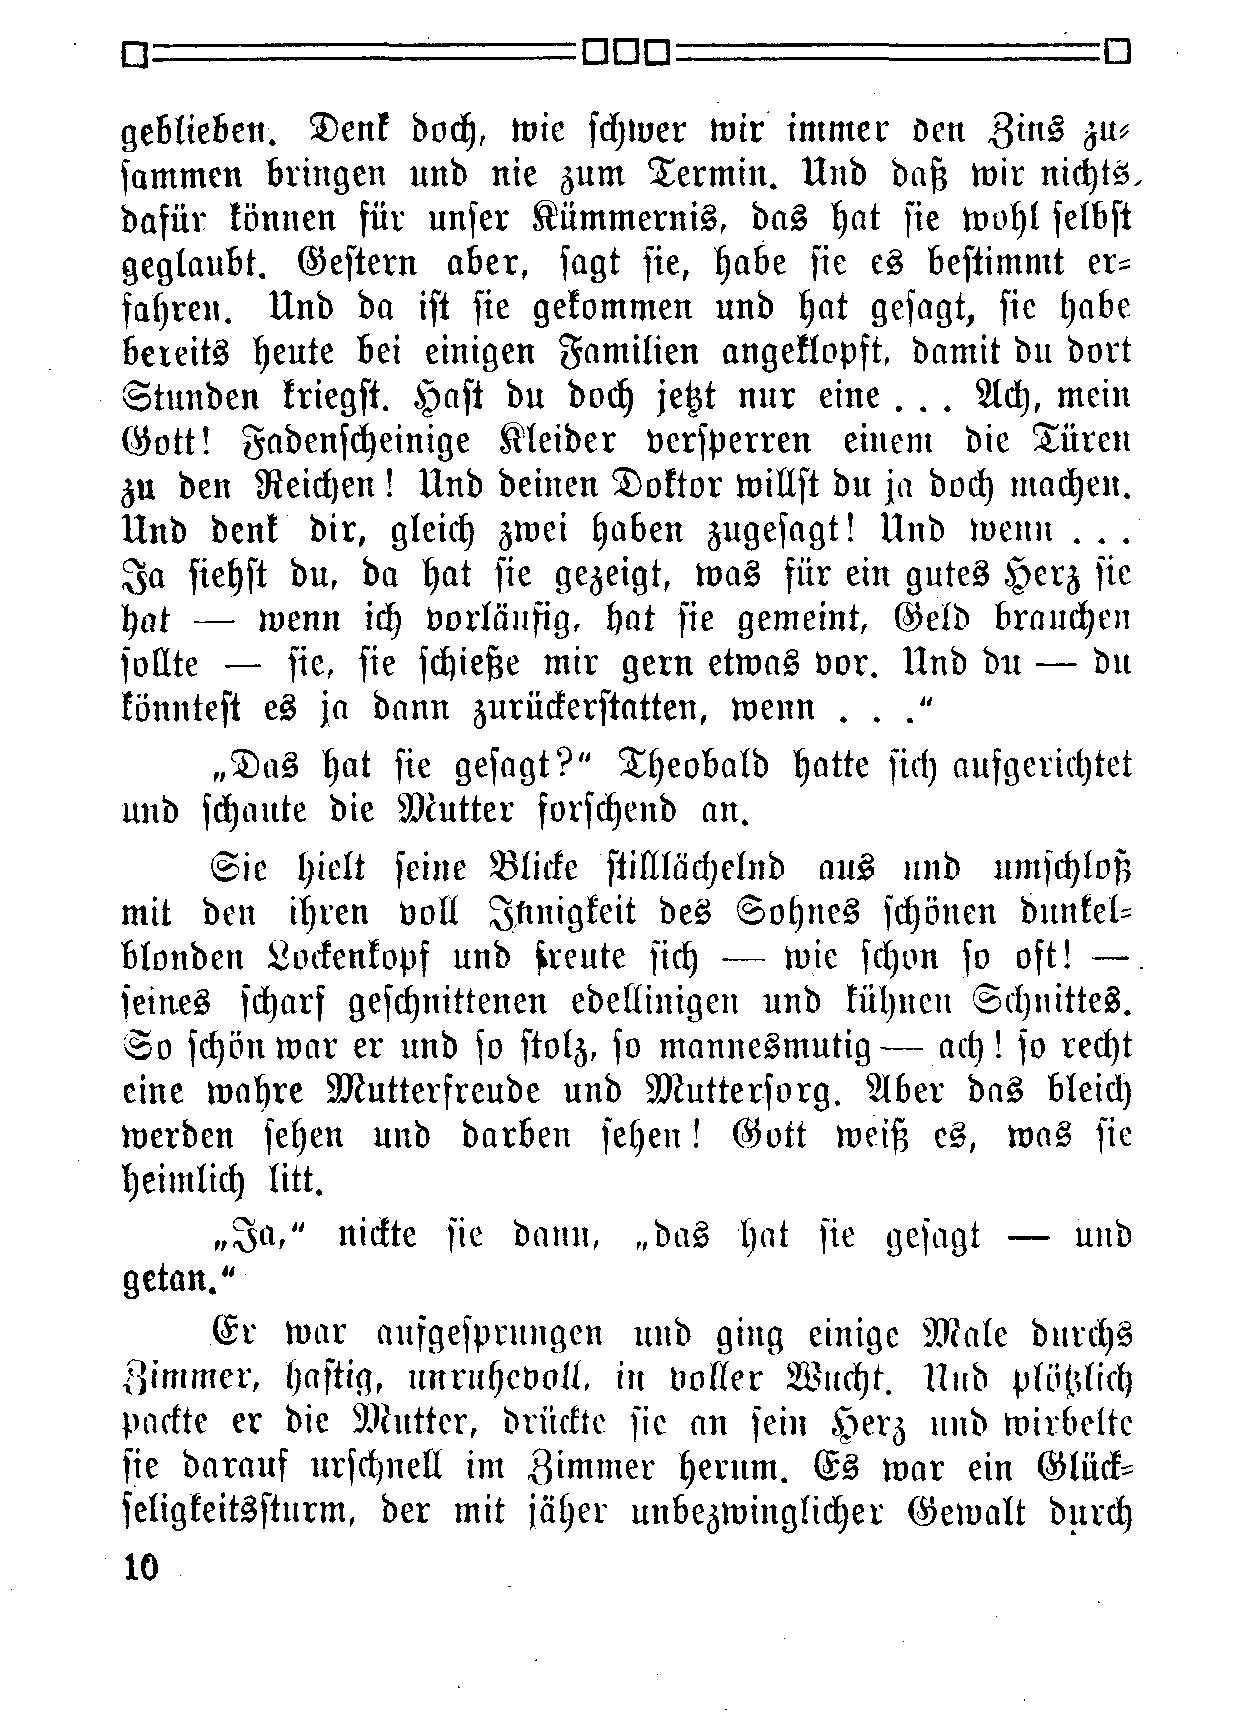 geblieben. Denk doch, wie schwer wir immer den Zins zu-
sammen bringen und nie zum Termin. Und daß wir nichts
dafür können für unser Kümmernis, das hat sie wohl selbst
geglaubt. Gestern aber, sagt sie, habe sie es bestimmt er-
fahren. Und da ist sie gekommen und hat gesagt, sie habe
bereits heute bei einigen Familien angeklopft, damit du dort
Stunden kriegst. Hast du doch jetzt nur eine . . . Ach, mein
Gott! Fadenscheinige Kleider versperren einem die Türen
zu den Reichen! Und deinen Doktor willst du ja doch machen.
Und denk dir, gleich zwei haben zugesagt! Und wenn . . .
Ja siehst du, da hat sie gezeigt, was für ein gutes Herz sie
hat — wenn ich vorläufig, hat sie gemeint, Geld brauchen
sollte — sie, sie schieße mir gern etwas vor. Und du — du
könntest es ja dann zurückerstatten, wenn . . .“
„Das hat sie gesagt?“ Theobald hatte sich aufgerichtet
und schaute die Mutter forschend an.
Sie hielt seine Blicke stilllächelnd aus und umschloß
mit den ihren voll Innigkeit des Sohnes schönen dunkel-
blonden Lockenkopf und freute sich — wie schon so oft! —
seines scharf geschnittenen edellinigen und kühnen Schnittes.
So schön war er und so stolz, so mannesmutig — ach! so recht
eine wahre Mutterfreude und Muttersorg. Aber das bleich
werden sehen und darben sehen! Gott weiß es, was sie
heimlich litt.
„Ja,“ nickte sie dann, „das hat sie gesagt — und
getan.“
Er war aufgesprungen und ging einige Male durchs
Zimmer, hastig, unruhevoll, in voller Wucht. Und plötzlich
packte er die Mutter, drückte sie an sein Herz und wirbelte
sie darauf urschnell im Zimmer herum. Es war ein Glück-
seligkeitssturm, der mit jäher unbezwinglicher Gewalt durch
10